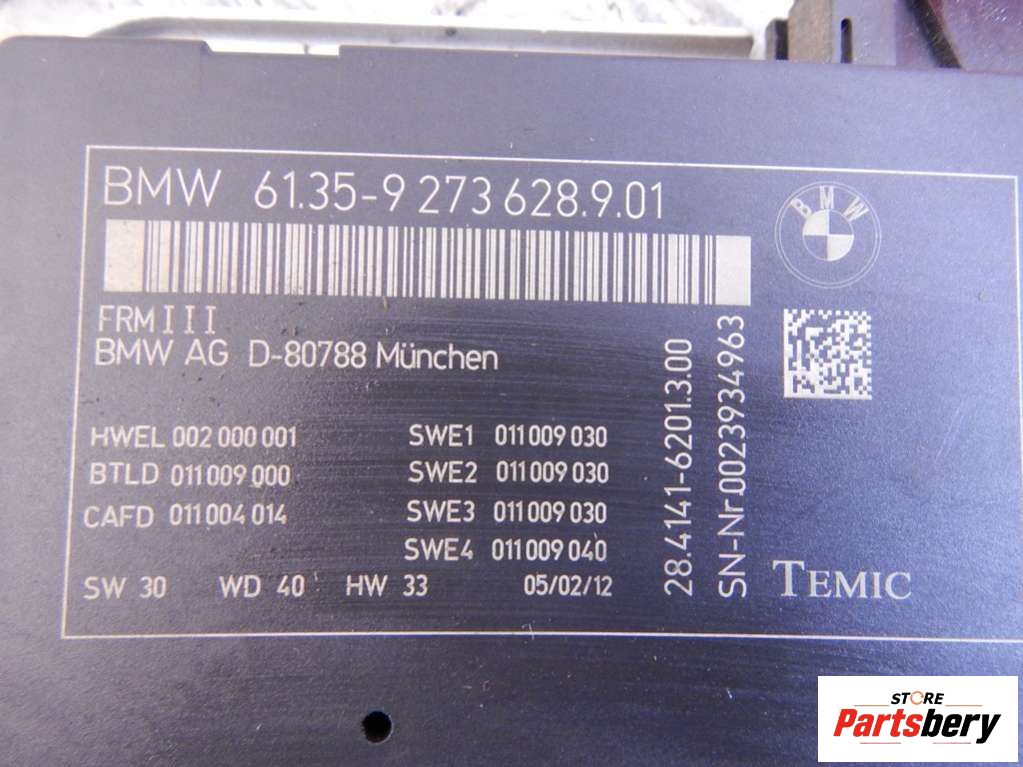 BMW 61.35-9 273 628.9.01
BMW
FRMIII
BMW AG D-80788 München
HWEL 002 000 001
BTLD 011 009 000
CAFD 011 004 014
SWE1 011 009 030
SWE2 011 009 030
SWE3 011 009 030
SWE4 011 009 040
SW 30 WD 40 HW 33 05/02/12
28.4141-6201.3.00
SN-Nr.0023934963
TEMIC
STORE
Partsbery